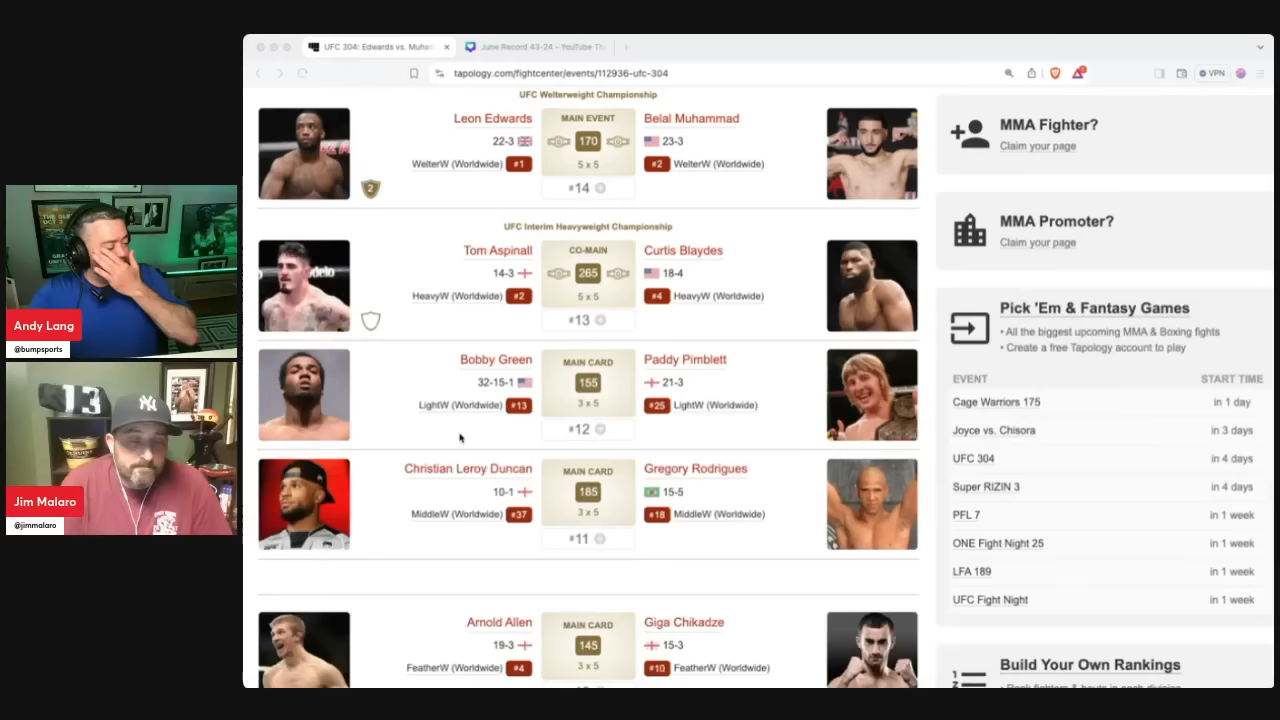 UFC 304: Edwards vs. Muham
June Record 43-24 - YouTube Th
tapology.com/fightcenter/events/112936-ufc-304
VPN
UFC Welterweight Championship
Leon Edwards
MAIN EVENT
Belal Muhammad
22-3
170
23-3
WelterW (Worldwide) #1
5 x 5
#2 WelterW (Worldwide)
2
#14
UFC Interim Heavyweight Championship
Tom Aspinall
CO-MAIN
Curtis Blaydes
14-3
265
18-4
HeavyW (Worldwide) #2
5 x 5
#4 HeavyW (Worldwide)
#13
Bobby Green
MAIN CARD
Paddy Pimblett
32-15-1
155
21-3
LightW (Worldwide) #13
3 x 5
#25 LightW (Worldwide)
#12
Christian Leroy Duncan
MAIN CARD
Gregory Rodrigues
10-1
185
15-5
MiddleW (Worldwide) #37
3 x 5
#18 MiddleW (Worldwide)
#11
Arnold Allen
MAIN CARD
Giga Chikadze
19-3
145
15-3
FeatherW (Worldwide) #4
3 x 5
#10 FeatherW (Worldwide)
MMA Fighter?
Claim your page
MMA Promoter?
Claim your page
Pick 'Em & Fantasy Games
• All the biggest upcoming MMA & Boxing fights
• Create a free Tapology account to play
EVENT START TIME
Cage Warriors 175 in 1 day
Joyce vs. Chisora in 3 days
UFC 304 in 4 days
Super RIZIN 3 in 4 days
PFL 7 in 1 week
ONE Fight Night 25 in 1 week
LFA 189 in 1 week
UFC Fight Night in 1 week
Build Your Own Rankings
Andy Lang
@bumpsports
13
Jim Malaro
@jimmalaro